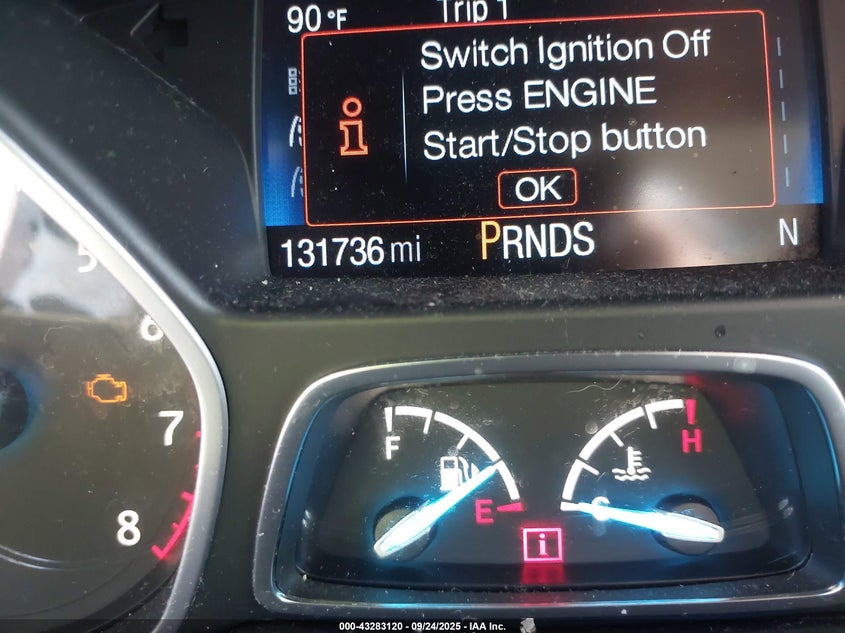 90 °F Trip 1
Switch Ignition Off
Press ENGINE
Start/Stop button
OK
131736 mi PRNDS N
5
6
7
8
F
E
C
H
i
000-43283120 - 09/24/2025 - IAA Inc.